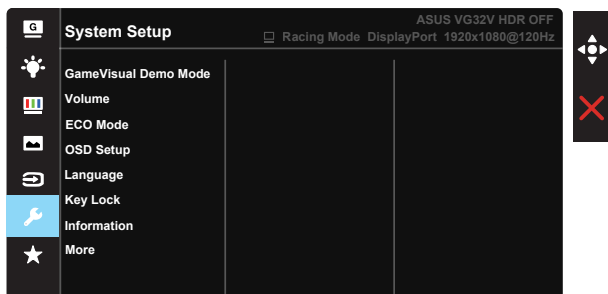 G
System Setup
ASUS VG32V HDR OFF
Racing Mode DisplayPort 1920x1080@120Hz
GameVisual Demo Mode
Volume
ECO Mode
OSD Setup
Language
Key Lock
Information
More